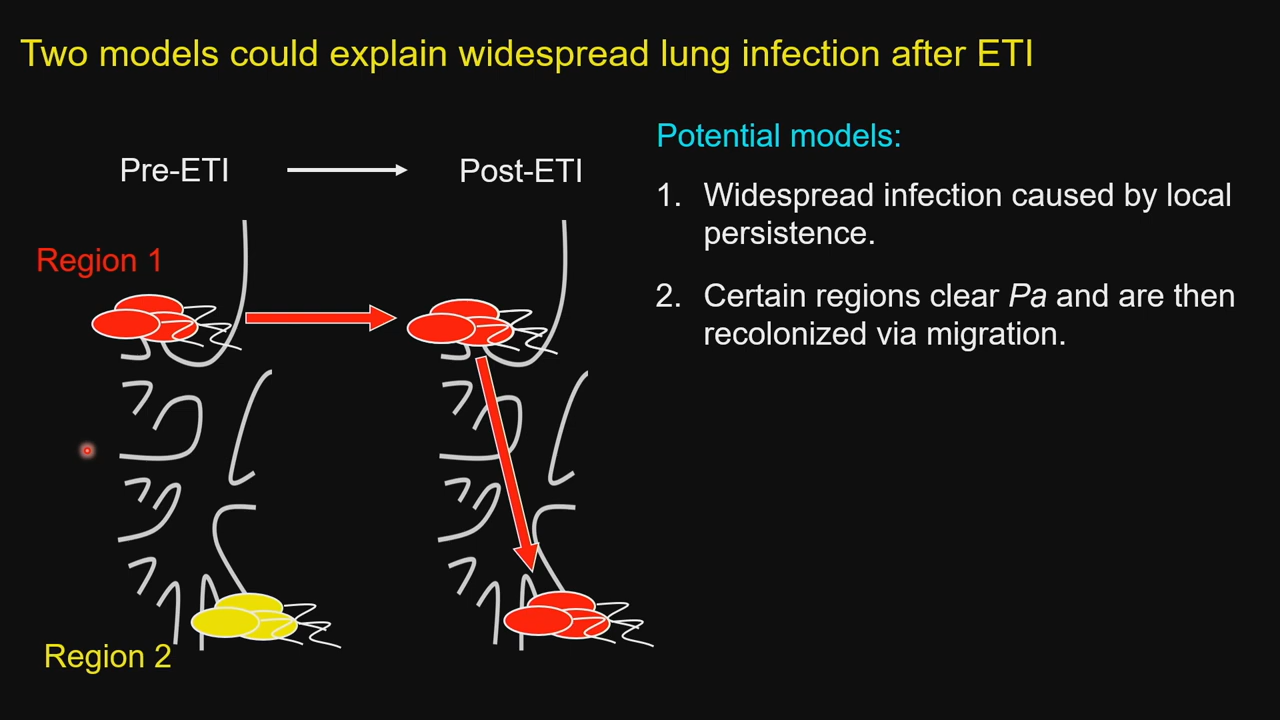 Two models could explain widespread lung infection after ETI
Pre-ETI
Post-ETI
Region 1
Region 2
Potential models:
1. Widespread infection caused by local
persistence.
2. Certain regions clear Pa and are then
recolonized via migration.